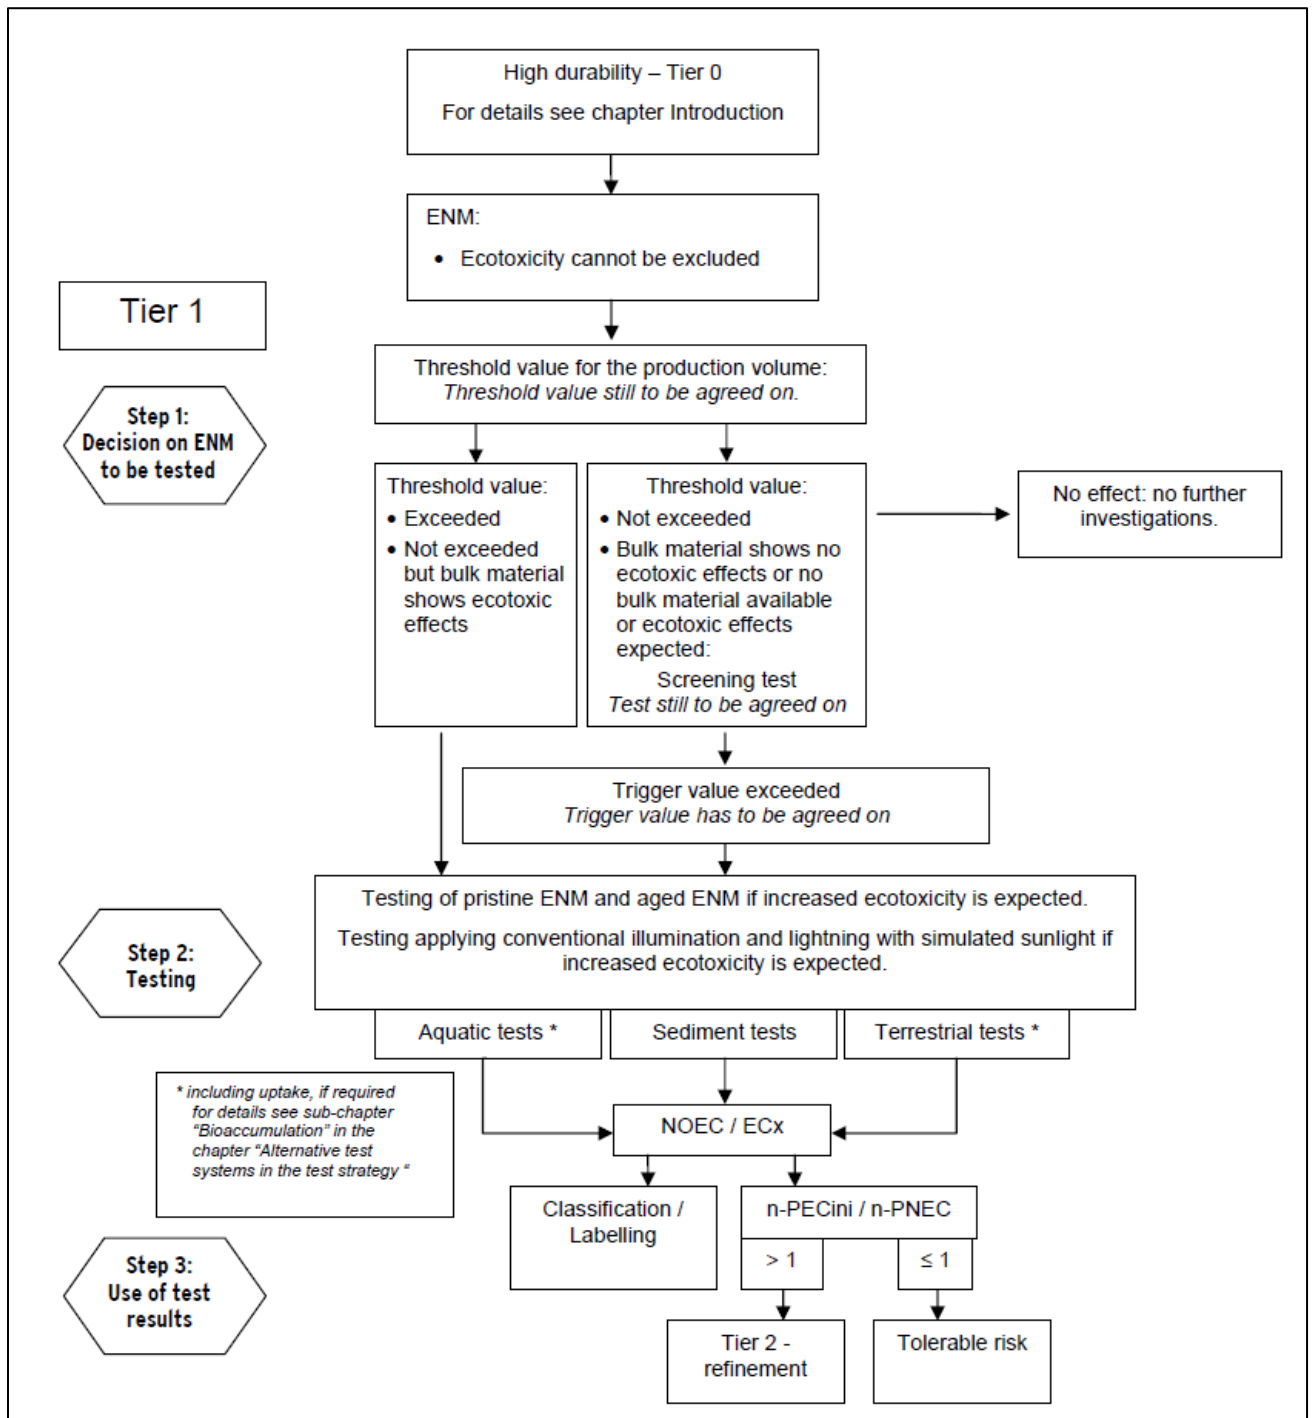 High durability – Tier 0
For details see chapter Introduction
ENM:
• Ecotoxicity cannot be excluded
Tier 1
Threshold value for the production volume:
Threshold value still to be agreed on.
Step 1:
Decision on ENM
to be tested
Threshold value:
• Exceeded
• Not exceeded
but bulk material
shows ecotoxic
effects
Threshold value:
• Not exceeded
• Bulk material shows no
ecotoxic effects or no
bulk material available
or ecotoxic effects
expected:
Screening test
Test still to be agreed on
No effect: no further
investigations.
Trigger value exceeded
Trigger value has to be agreed on
Step 2:
Testing
Testing of pristine ENM and aged ENM if increased ecotoxicity is expected.
Testing applying conventional illumination and lightning with simulated sunlight if
increased ecotoxicity is expected.
Aquatic tests *
Sediment tests
Terrestrial tests *
* including uptake, if required
for details see sub-chapter
"Bioaccumulation" in the
chapter "Alternative test
systems in the test strategy "
NOEC / ECx
Classification /
Labelling
n-PECini / n-PNEC
> 1
≤ 1
Step 3:
Use of test
results
Tier 2 -
refinement
Tolerable risk